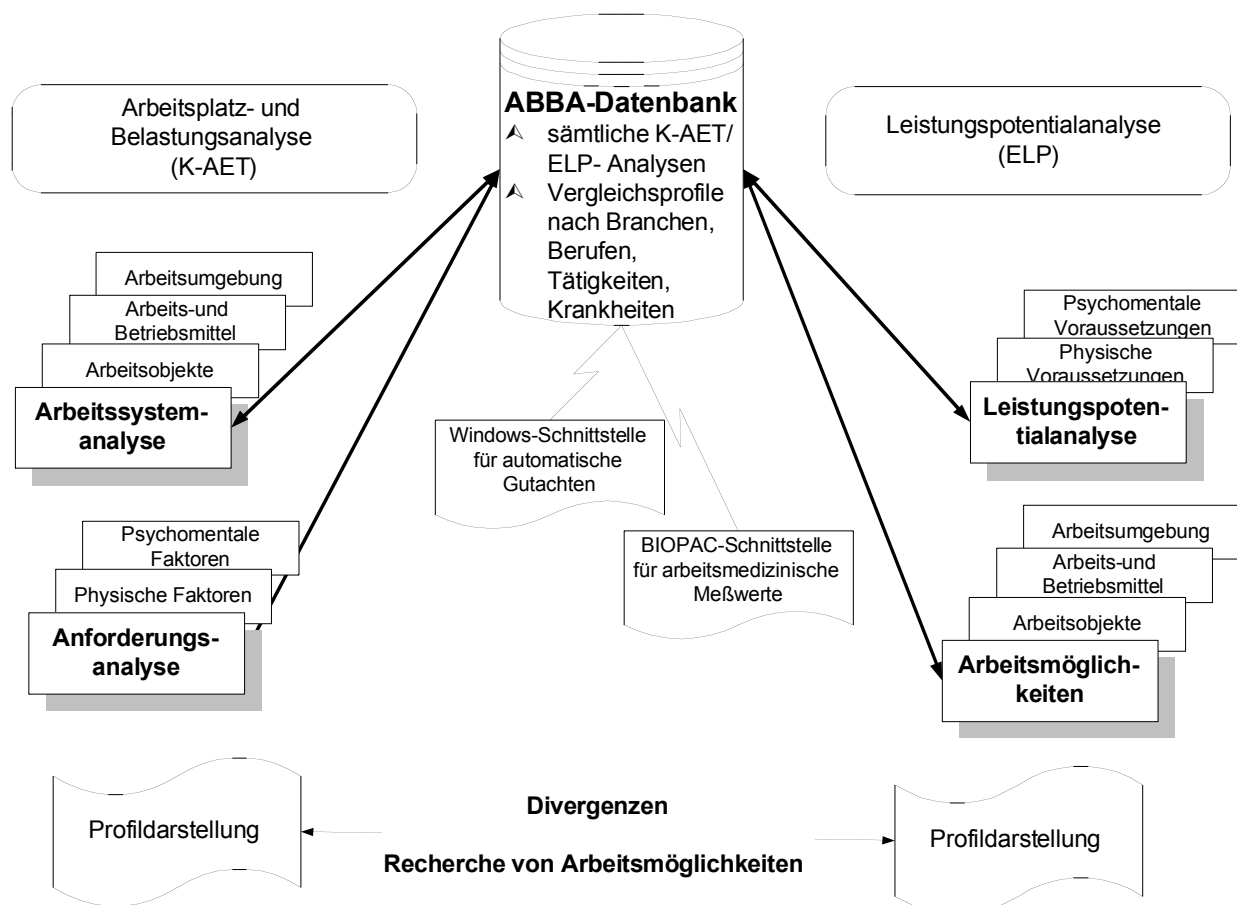 Arbeitsplatz- und
Belastungsanalyse
(K-AET)
ABBA-Datenbank
sämtliche K-AET/
ELP- Analysen
Vergleichsprofile
nach Branchen,
Berufen,
Tätigkeiten,
Krankheiten
Leistungspotentialanalyse
(ELP)
Arbeitsumgebung
Arbeits-und
Betriebsmittel
Arbeitsobjekte
Arbeitssystem-
analyse
Psychomentale
Faktoren
Physische Faktoren
Anforderungs-
analyse
Windows-Schnittstelle
für automatische
Gutachten
BIOPAC-Schnittstelle
für arbeitsmedizinische
Meßwerte
Psychomentale
Voraussetzungen
Physische
Voraussetzungen
Leistungspoten-
tialanalyse
Arbeitsumgebung
Arbeits-und
Betriebsmittel
Arbeitsobjekte
Arbeitsmöglich-
keiten
Profildarstellung
Divergenzen
Recherche von Arbeitsmöglichkeiten
Profildarstellung